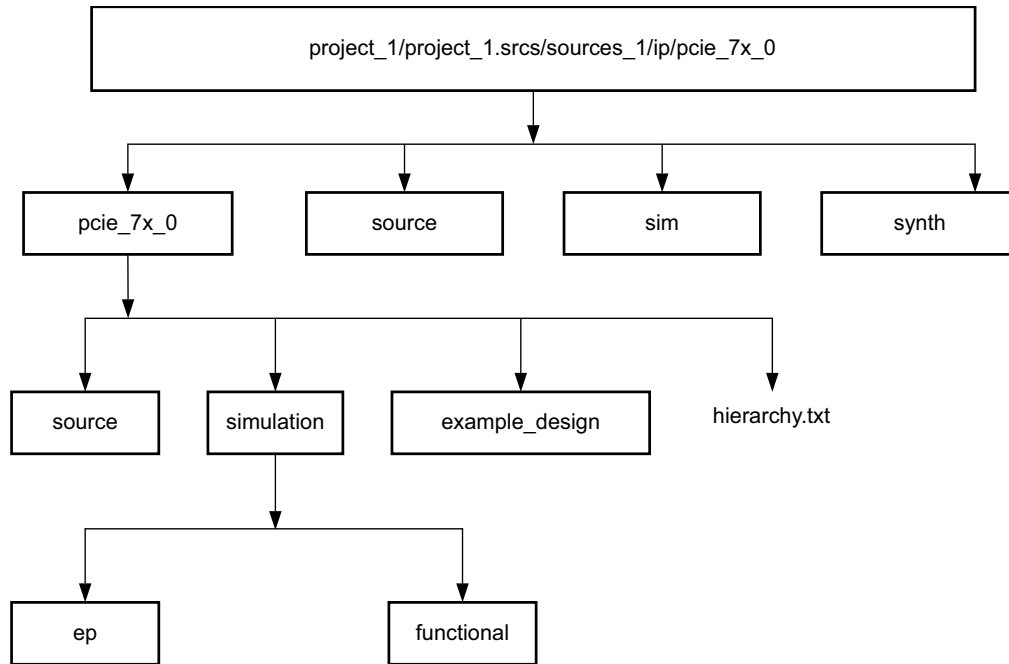 project_1/project_1.srcs/sources_1/ip/pcie_7x_0
pcie_7x_0
source
sim
synth
source
simulation
example_design
hierarchy.txt
ep
functional